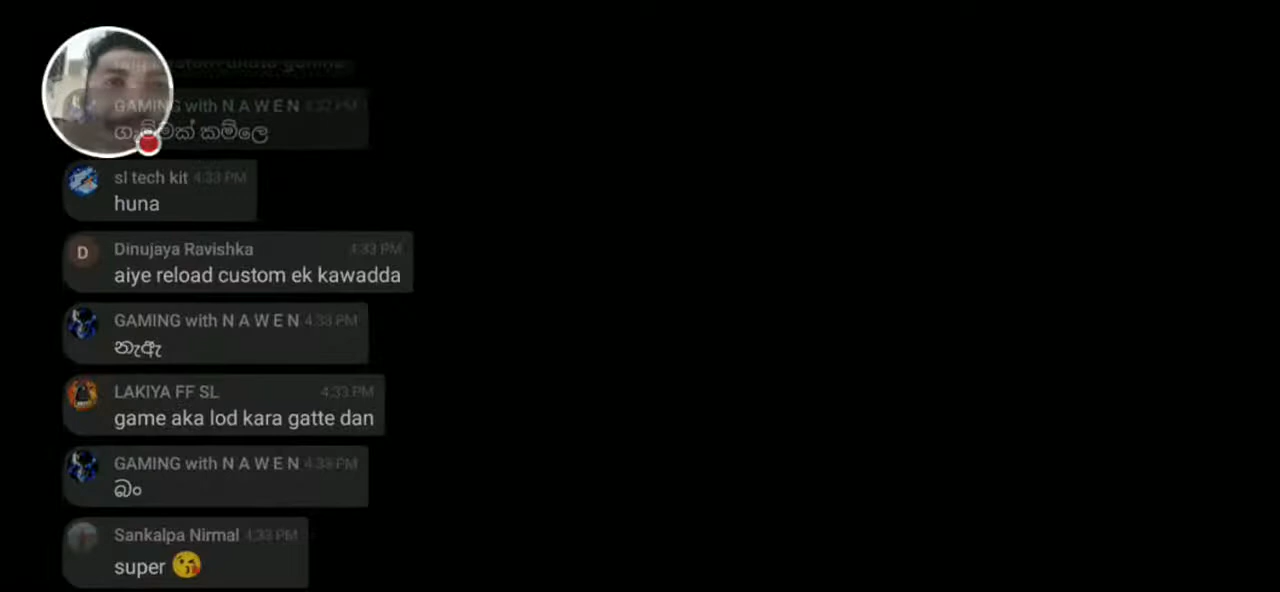 GAMING with N A W E N 4:32 PM
ගැම්මක් කම්ලෙ
sl tech kit 4:33 PM
huna
D
Dinujaya Ravishka 4:33 PM
aiye reload custom ek kawadda
GAMING with N A W E N 4:33 PM
නැඇ
LAKIYA FF SL 4:33 PM
game aka lod kara gatte dan
GAMING with N A W E N 4:33 PM
බං
Sankalpa Nirmal 4:33 PM
super 😘